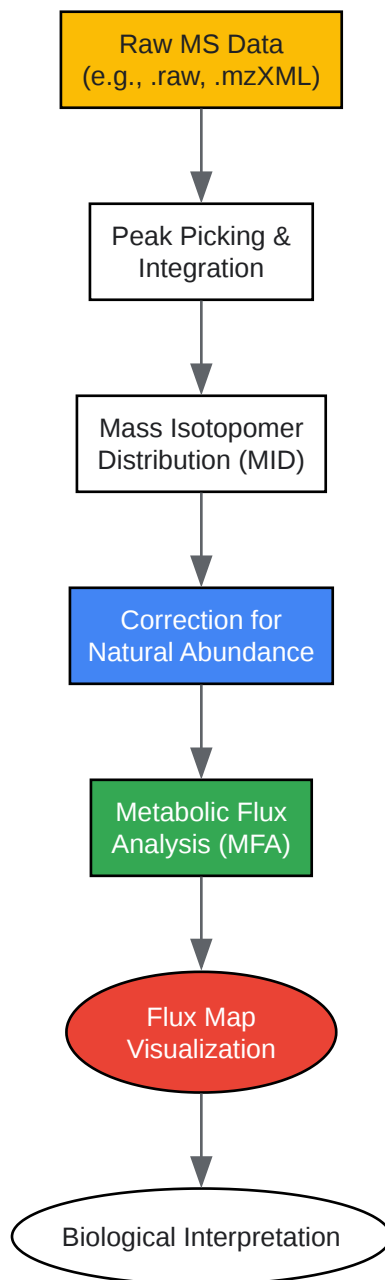 Raw MS Data
(e.g., .raw, .mzXML)
Peak Picking &
Integration
Mass Isotopomer
Distribution (MID)
Correction for
Natural Abundance
Metabolic Flux
Analysis (MFA)
Flux Map
Visualization
Biological Interpretation